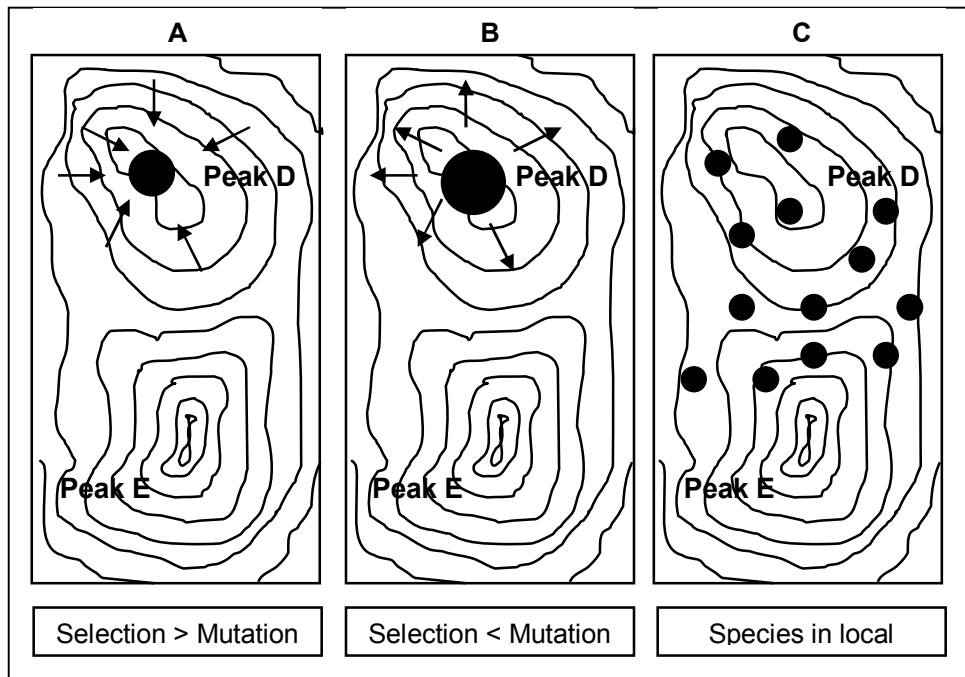 A
B
C
Peak D
Peak D
Peak D
Peak E
Peak E
Peak E
Selection > Mutation
Selection < Mutation
Species in local